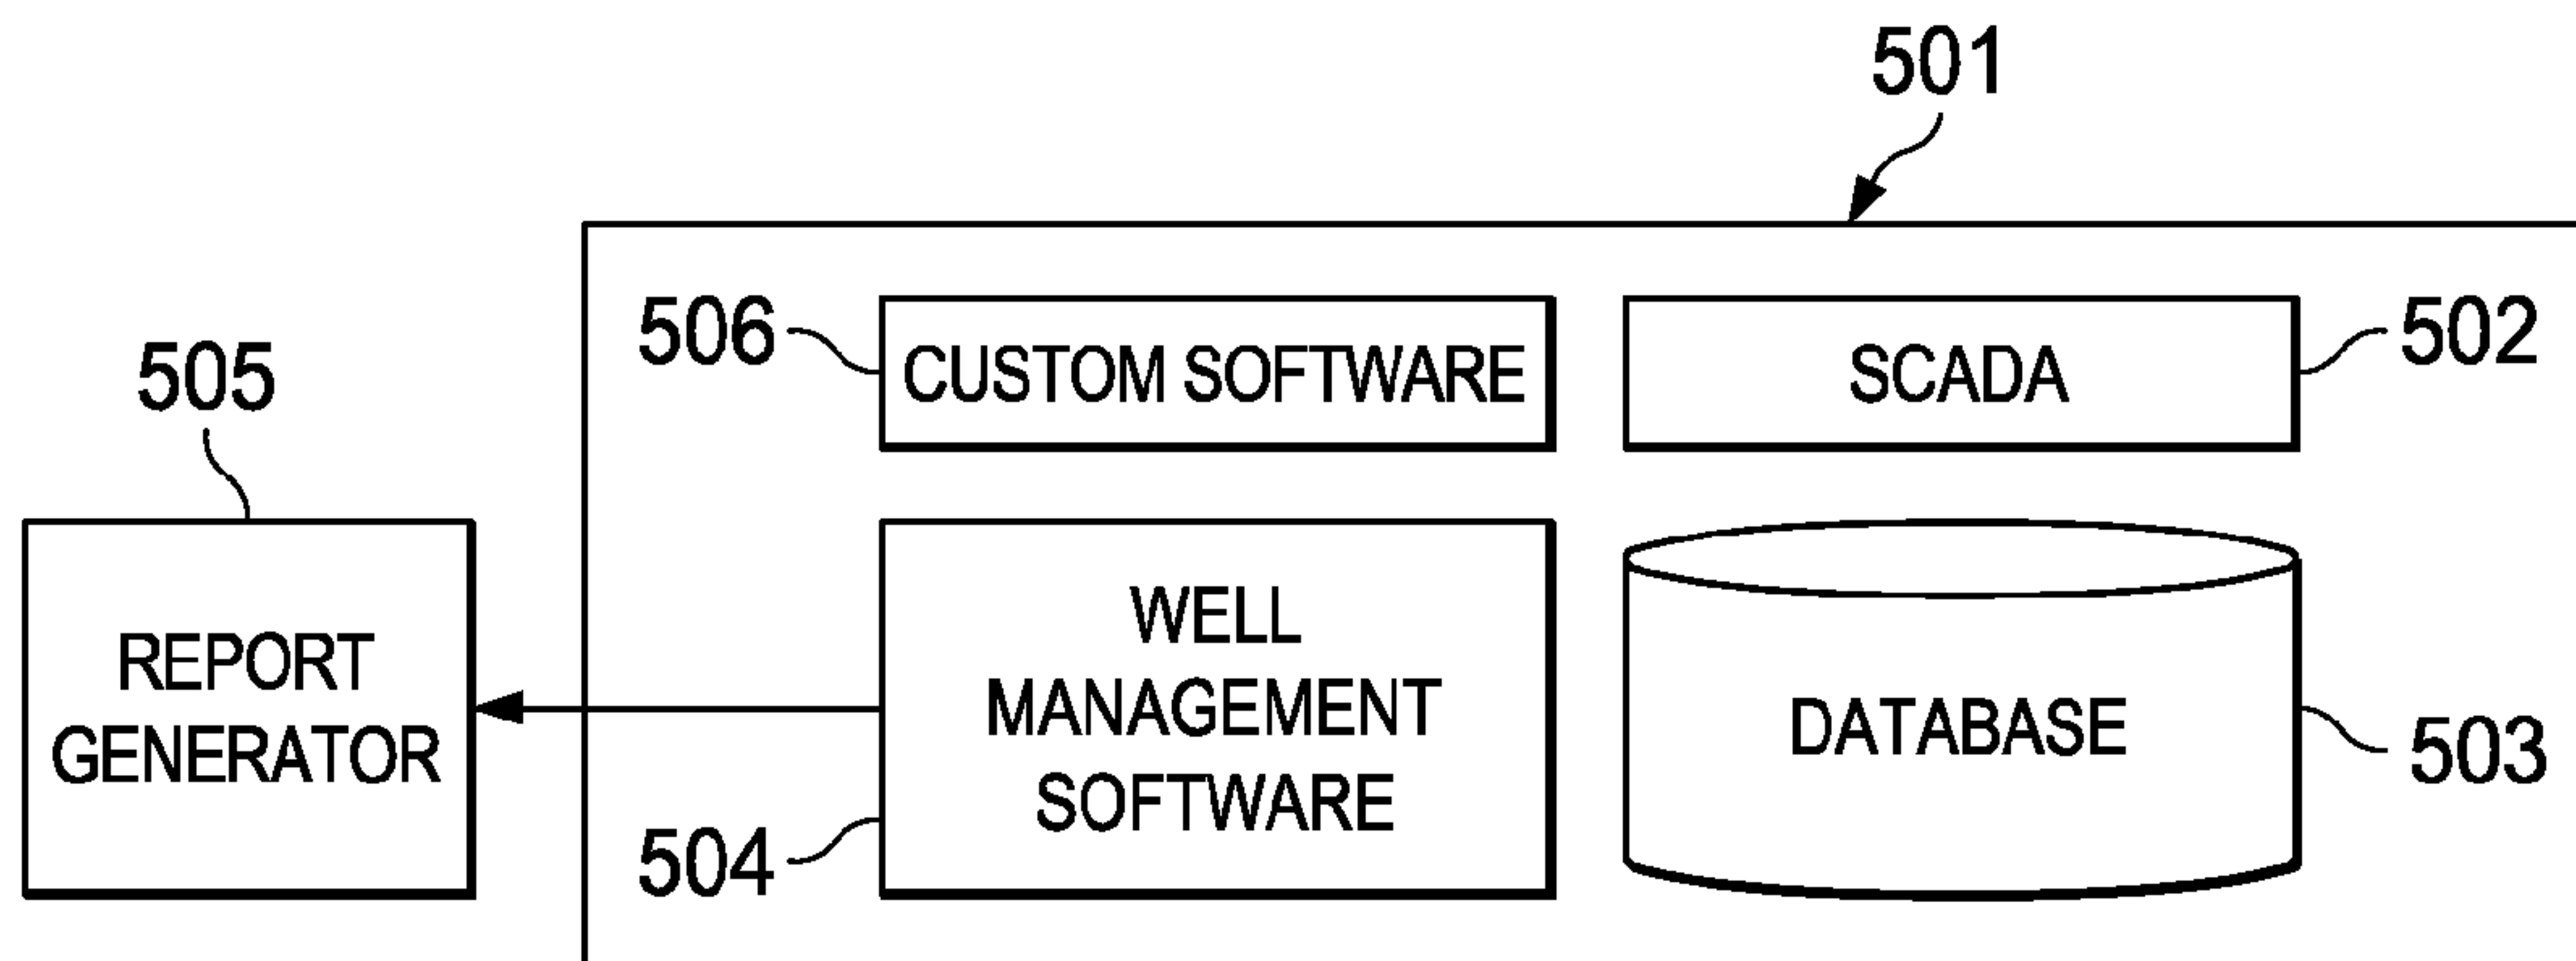 501
506
CUSTOM SOFTWARE
SCADA
502
505
REPORT
GENERATOR
WELL
MANAGEMENT
SOFTWARE
504
DATABASE
503